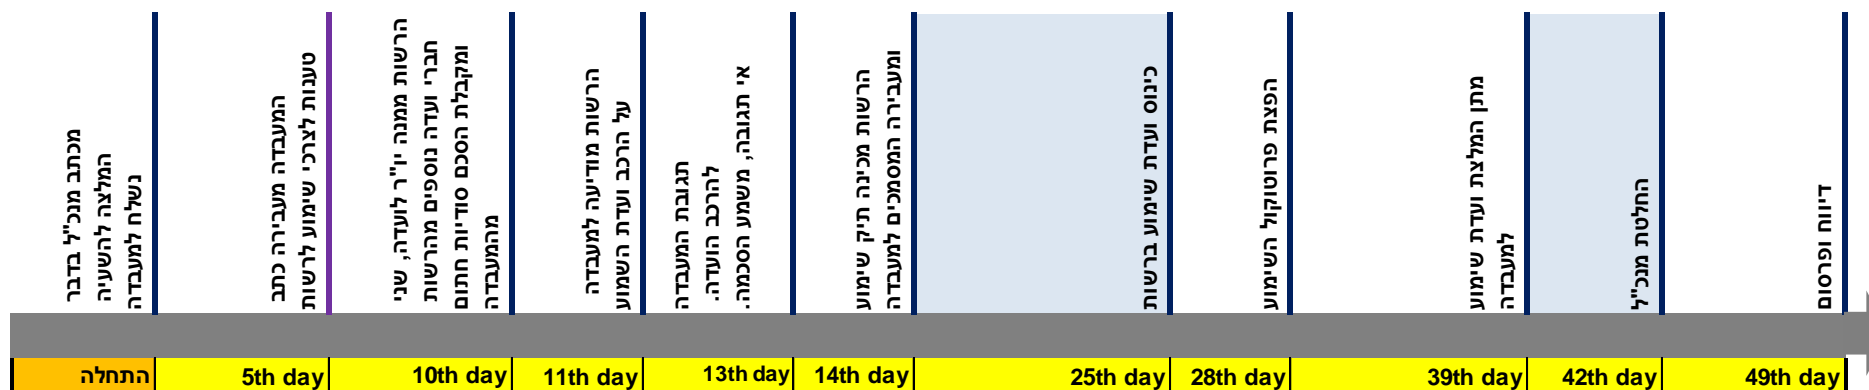 מכתב מנכ"ל בדבר
המלצה להשעיה
נשלח למעבדה
המעבדה מעבירה כתב
טענות לצרכי שימוע לרשות
הרשות ממנה יו"ר לועדה, שני
חברי ועדה נוספים מהרשות
ומקבלת הסכם סודיות חתום
מהמעבדה
הרשות מודיעה למעבדה
על הרכב ועדת השמוע
תגובת המעבדה
להרכב הועדה.
אי תגובה, משמע הסכמה.
הרשות מכינה תיק שימוע
ומעבירה המסמכים למעבדה
כינוס ועדת שימוע ברשות
הפצת פרוטוקול השימוע
מתן המלצת ועדת שימוע
למעבדה
החלטת מנכ"ל
דיווח ופרסום
התחלה
5th day
10th day
11th day
13th day
14th day
25th day
28th day
39th day
42th day
49th day